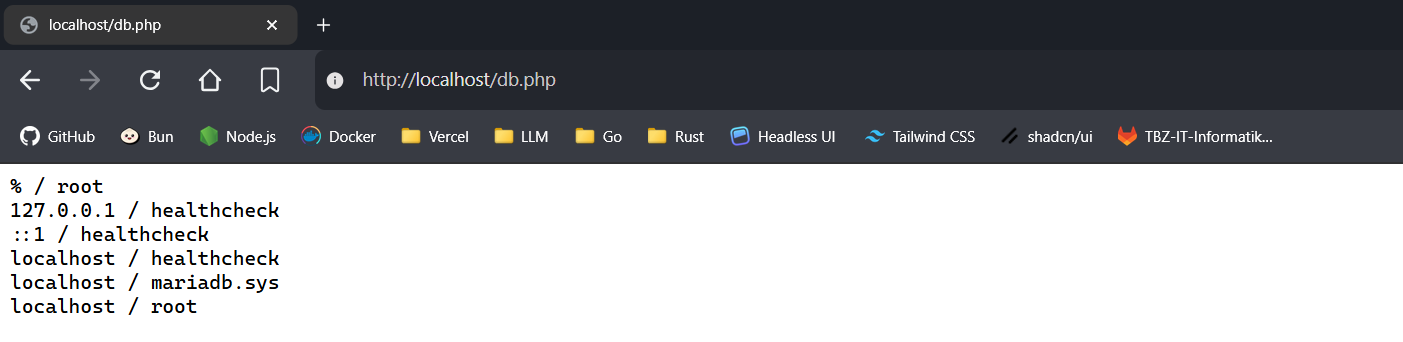 localhost/db.php
http://localhost/db.php
GitHub Bun Node.js Docker Vercel LLM Go Rust Headless UI Tailwind CSS shadcn/ui TBZ-IT-Informatik...
% / root
127.0.0.1 / healthcheck
::1 / healthcheck
localhost / healthcheck
localhost / mariadb.sys
localhost / root